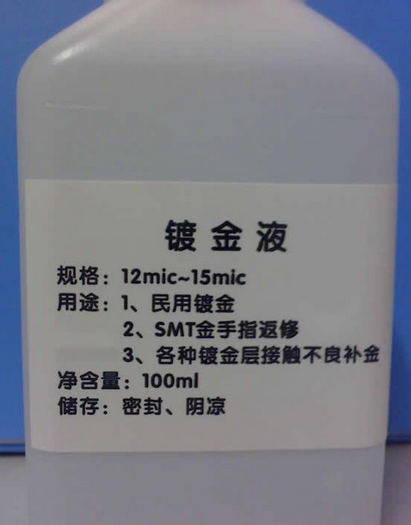 镀金液
规格：12mic~15mic
用途：1、民用镀金
2、SMT金手指返修
3、各种镀金层接触不良补金
净含量：100ml
储存：密封、阴凉